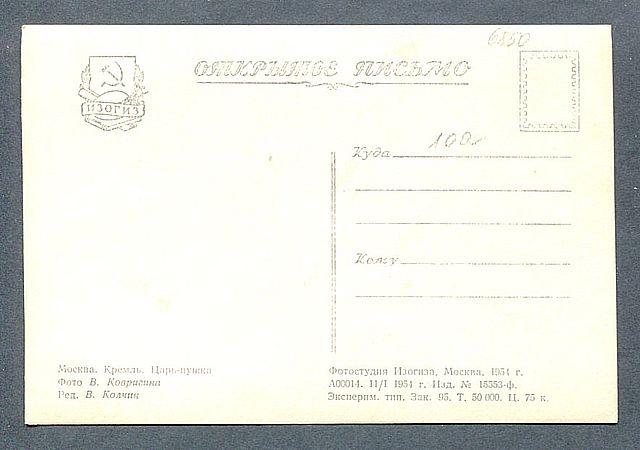 6850
ОТКРЫТОЕ ПИСЬМО
ИЗОГИЗ
100
Куда
Кому
Москва. Кремль. Царь-пушка
Фото В. Ковригина
Ред. В. Колчин
Фотостудия Изогиза, Москва, 1954 г.
А00014. 11/I 1954 г. Изд. № 15553-ф.
Эксперим. тип. Зак. 95. Т. 50 000. Ц. 75 к.